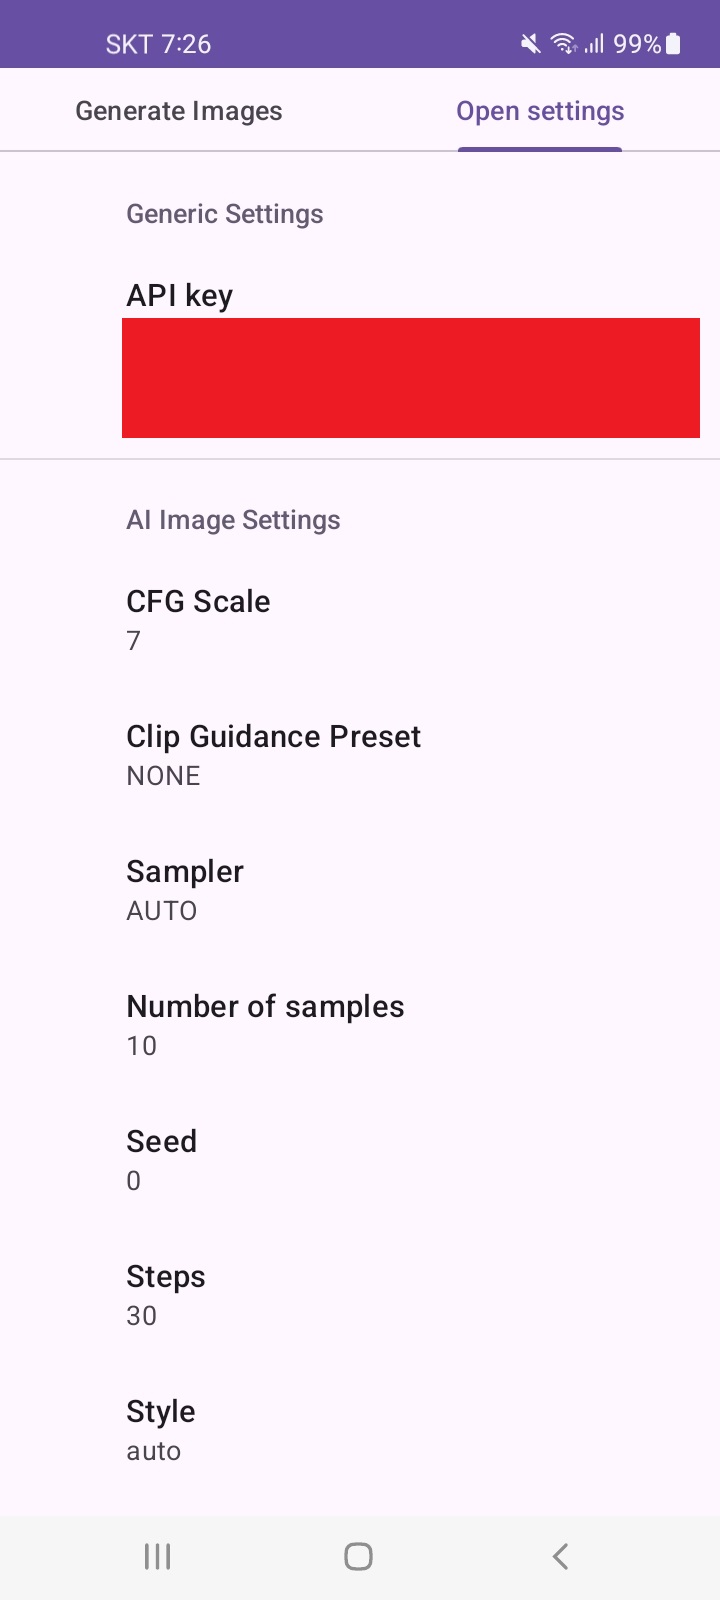 SKT 7:26 99%
Generate Images Open settings
Generic Settings
API key
AI Image Settings
CFG Scale
7
Clip Guidance Preset
NONE
Sampler
AUTO
Number of samples
10
Seed
0
Steps
30
Style
auto